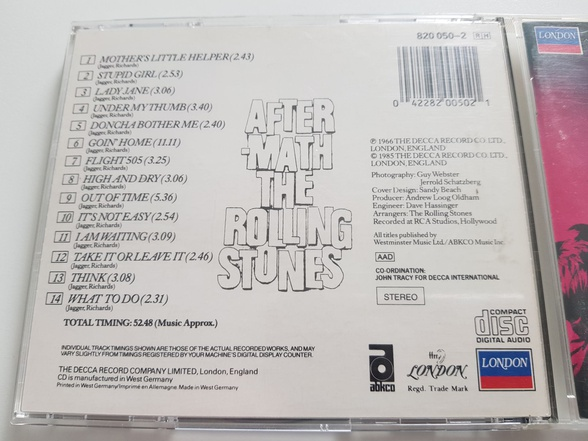 820 050-2
LONDON
1 MOTHER'S LITTLE HELPER (2.43)
(Jagger, Richards)
2 STUPID GIRL (2.53)
(Jagger, Richards)
3 LADY JANE (3.06)
(Jagger, Richards)
4 UNDER MY THUMB (3.40)
(Jagger, Richards)
5 DONCHA BOTHER ME (2.40)
(Jagger, Richards)
6 GOIN' HOME (11.11)
(Jagger, Richards)
7 FLIGHT 505 (3.25)
(Jagger, Richards)
8 HIGH AND DRY (3.06)
(Jagger, Richards)
9 OUT OF TIME (5.36)
(Jagger, Richards)
10 IT'S NOT EASY (2.54)
(Jagger, Richards)
11 I AM WAITING (3.09)
(Jagger, Richards)
12 TAKE IT OR LEAVE IT (2.46)
(Jagger, Richards)
13 THINK (3.08)
(Jagger, Richards)
14 WHAT TO DO (2.31)
(Jagger, Richards)
TOTAL TIMING: 52.48 (Music Approx.)
AFTER
-MATH
THE
ROLLING
STONES
0 42282 00502 1
℗ 1966 THE DECCA RECORD CO. LTD.,
LONDON, ENGLAND
© 1985 THE DECCA RECORD CO. LTD.,
LONDON, ENGLAND
Photography: Guy Webster
Jerrold Schatzberg
Cover Design: Sandy Beach
Producer: Andrew Loog Oldham
Engineer: Dave Hassinger
Arrangers: The Rolling Stones
Recorded at RCA Studios, Hollywood
All titles published by
Westminster Music Ltd./ABKCO Music Inc.
AAD
CO-ORDINATION:
JOHN TRACY FOR DECCA INTERNATIONAL
STEREO
INDIVIDUAL TRACK TIMINGS SHOWN ARE THOSE OF THE ACTUAL RECORDED WORKS, AND MAY
VARY SLIGHTLY FROM TIMINGS REGISTERED BY YOUR MACHINE'S DIGITAL DISPLAY COUNTER.
THE DECCA RECORD COMPANY LIMITED, London, England
CD is manufactured in West Germany
Printed in West Germany/Imprimé en Allemagne. Made in West Germany
abkco
LONDON
Regd. Trade Mark
COMPACT
disc
DIGITAL AUDIO
LONDON